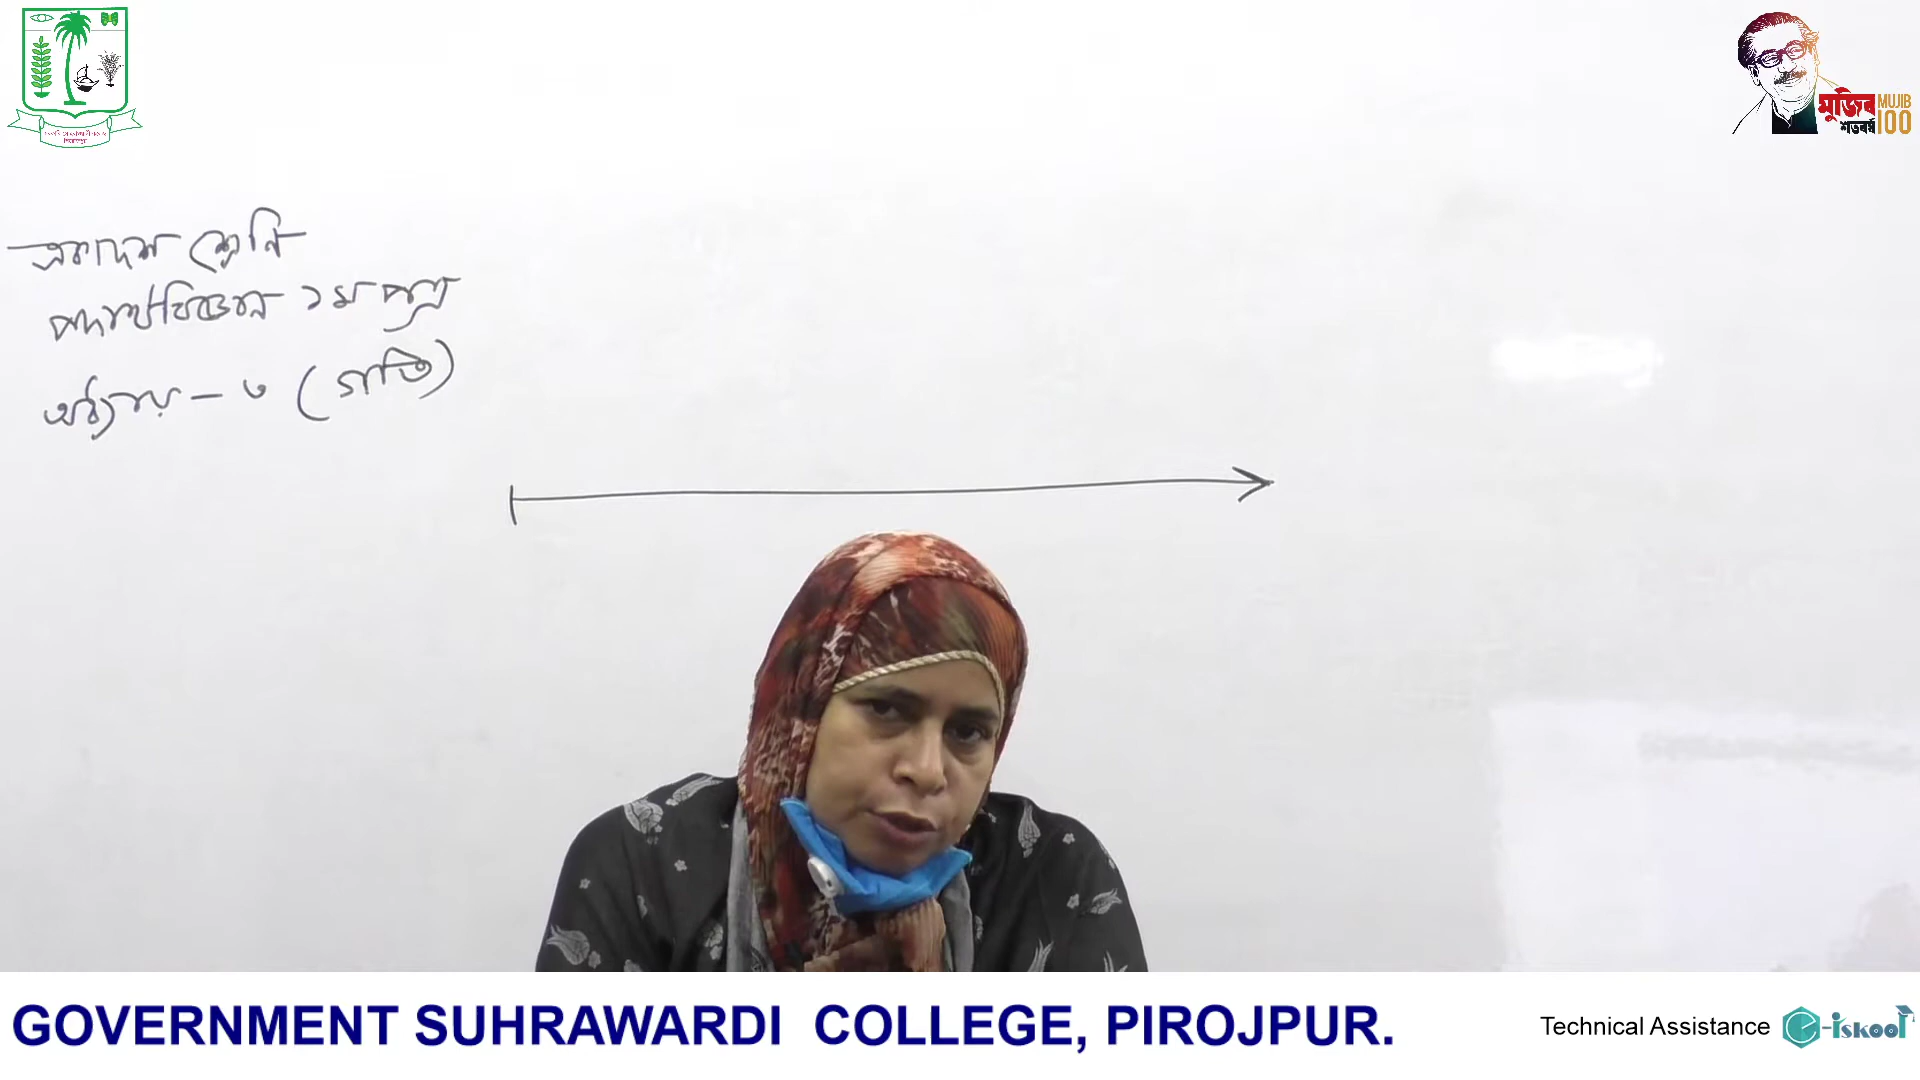 মুজিব
শতবর্ষ
MUJIB
100
একাদশ শ্রেণি
পদার্থবিজ্ঞান ১ম পত্র
অধ্যায় - ৩ (গতি)
GOVERNMENT SUHRAWARDI COLLEGE, PIROJPUR.
Technical Assistance e-iskool